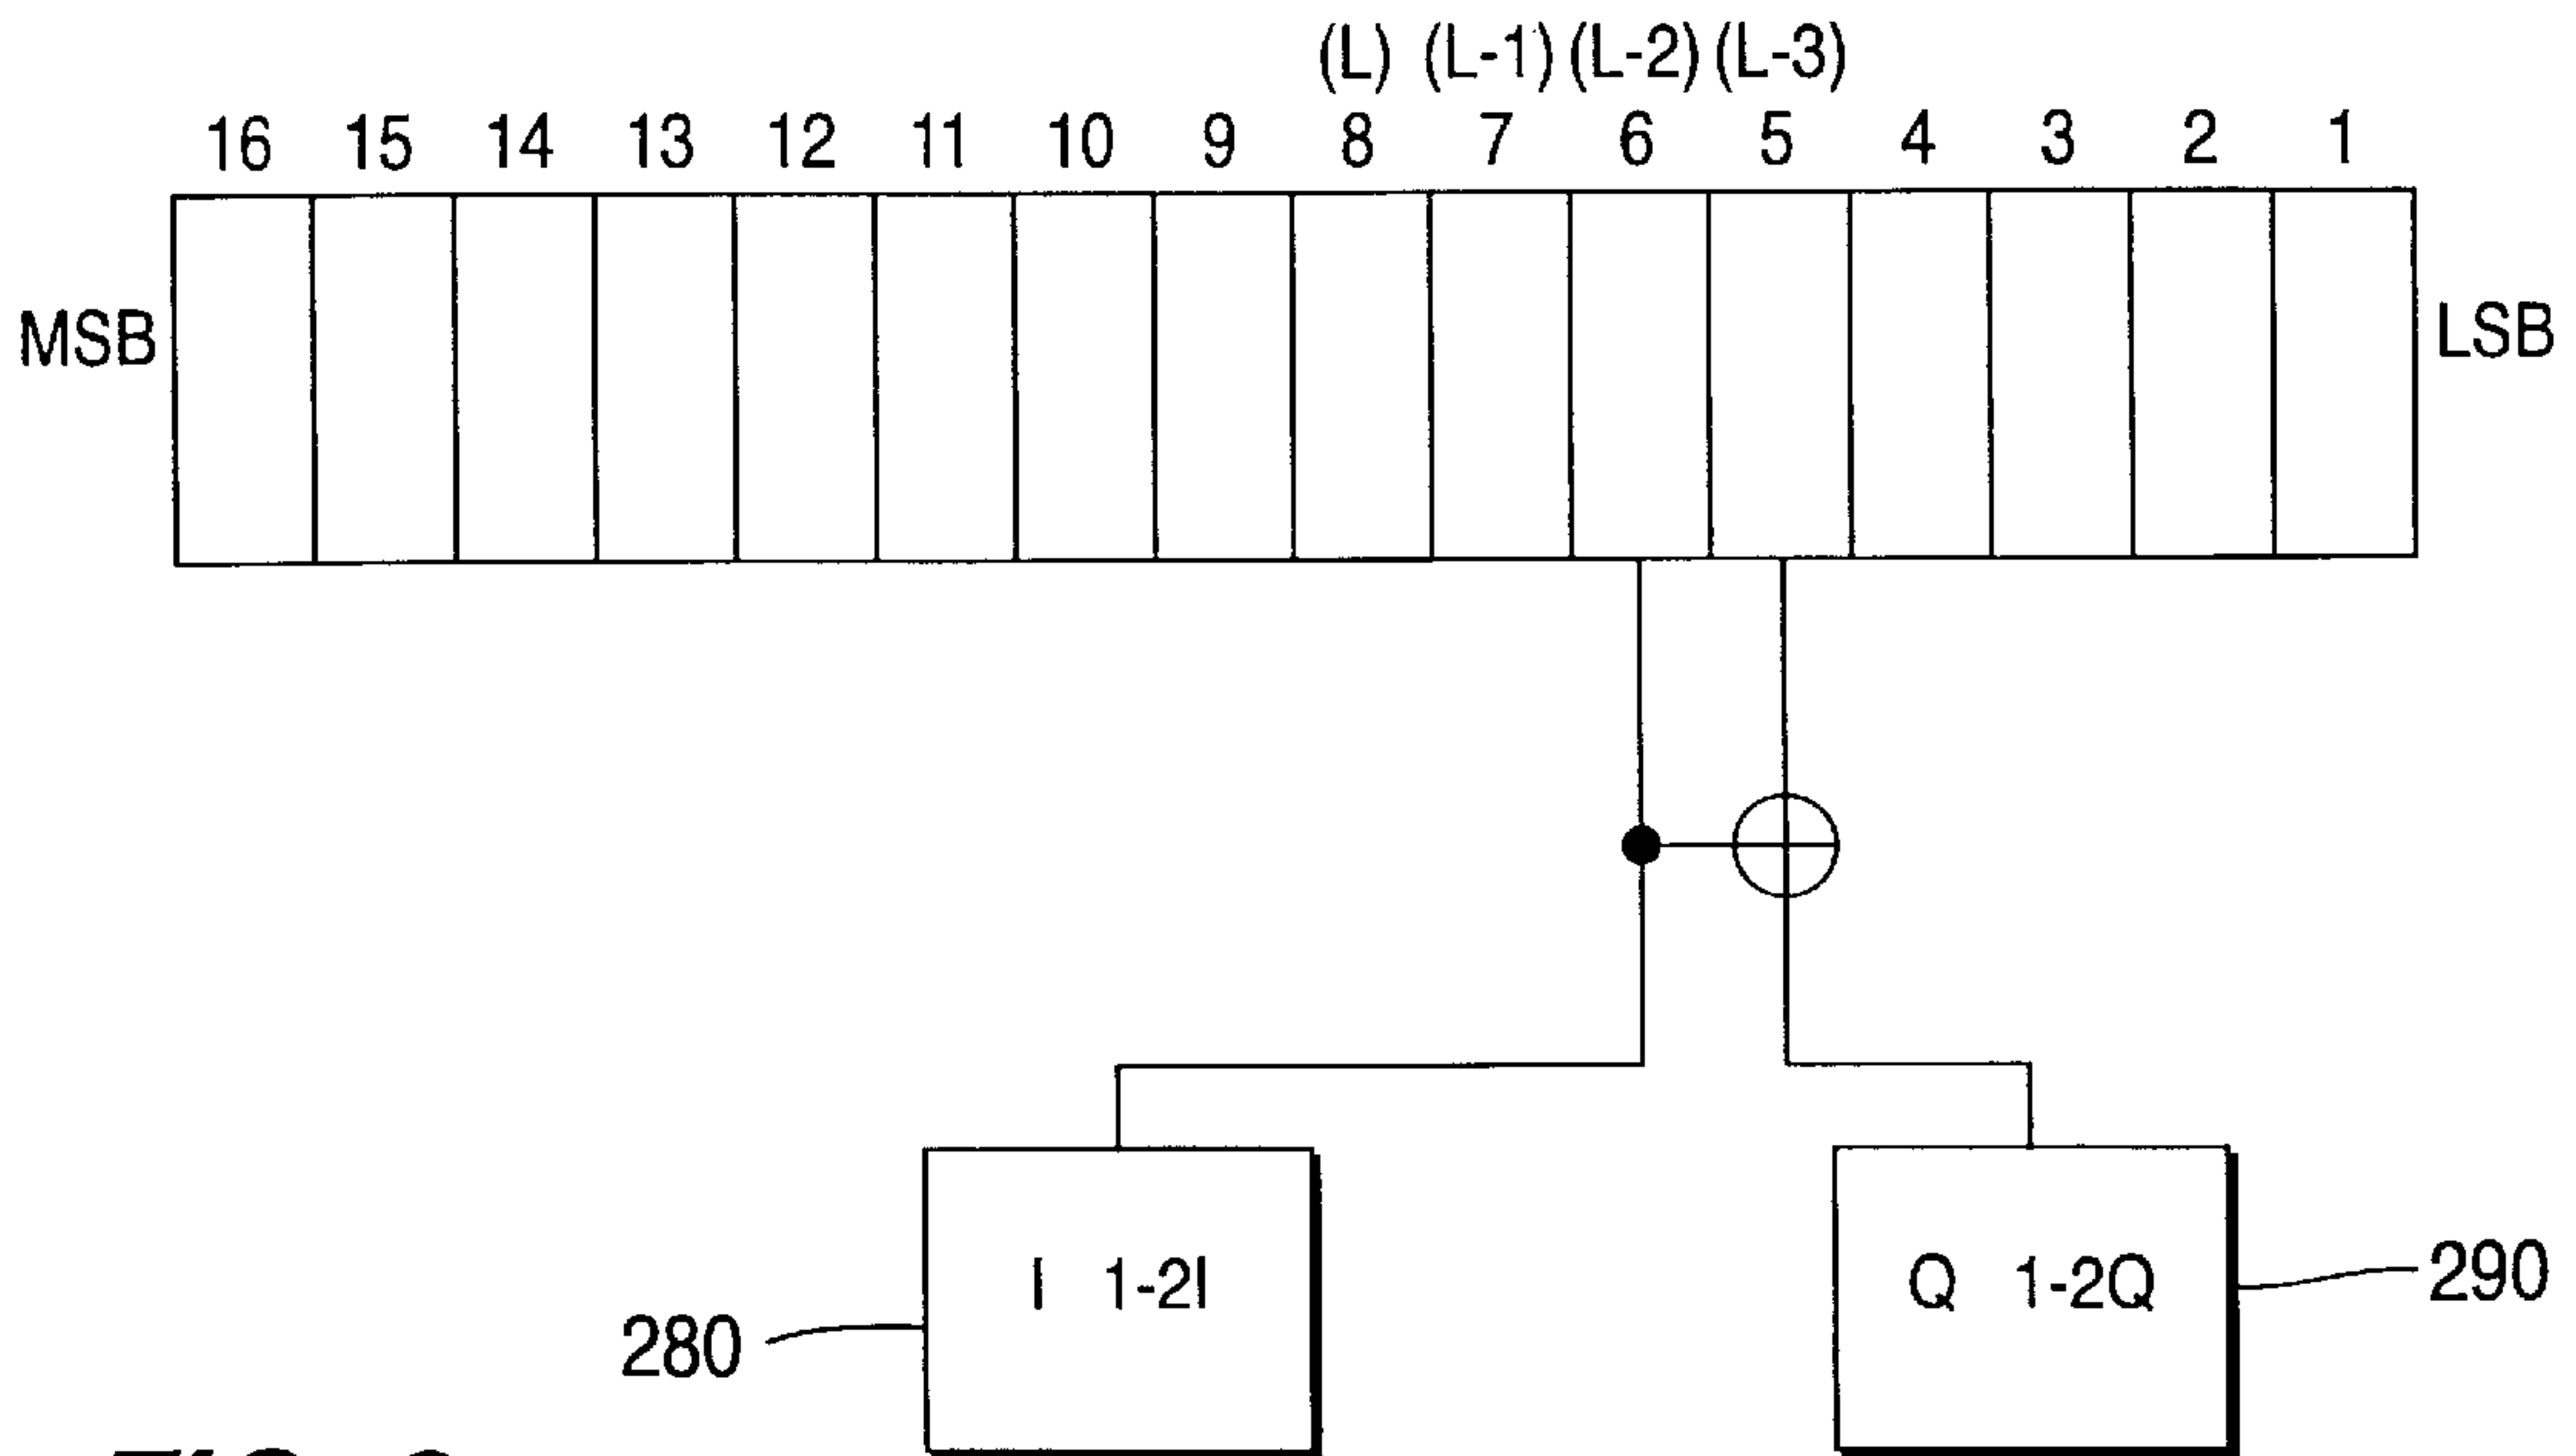 (L) (L-1) (L-2) (L-3)
16 15 14 13 12 11 10 9 8 7 6 5 4 3 2 1
MSB LSB
I 1-2I Q 1-2Q
280 290